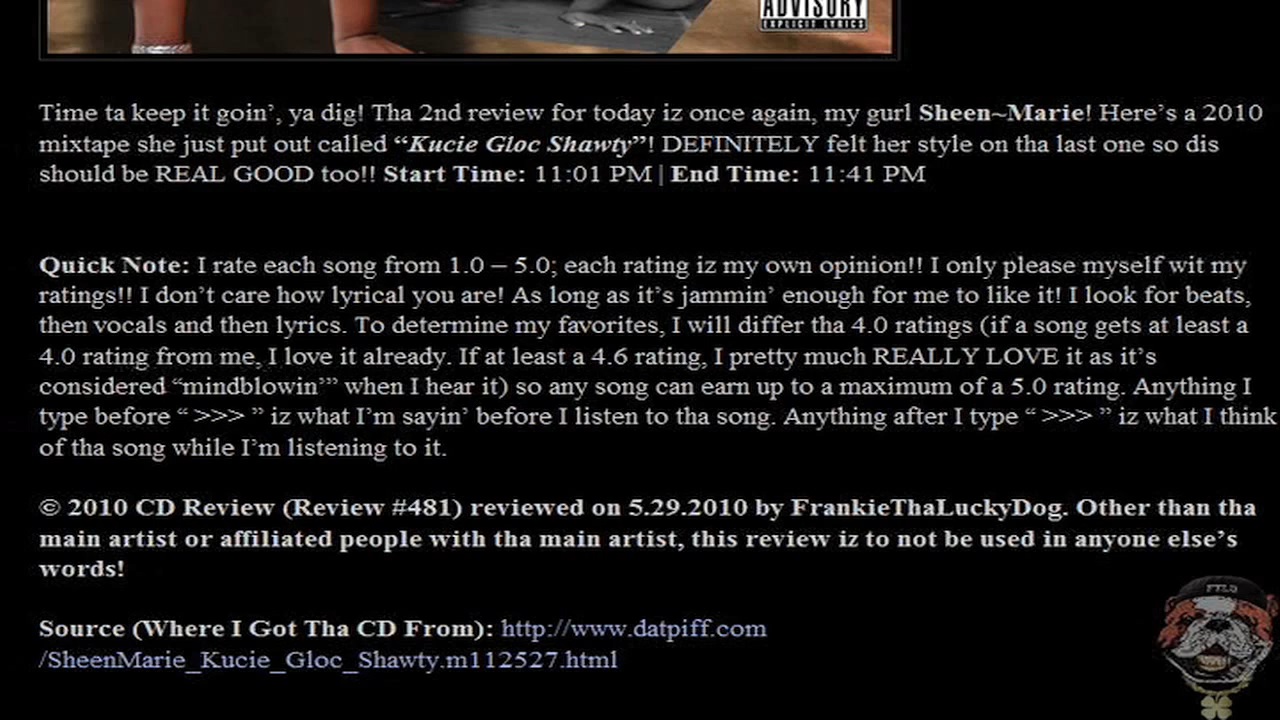 ADVISORY
EXPLICIT LYRICS
Time ta keep it goin’, ya dig! Tha 2nd review for today iz once again, my gurl Sheen~Marie! Here’s a 2010
mixtape she just put out called “Kucie Gloc Shawty”! DEFINITELY felt her style on tha last one so dis
should be REAL GOOD too!! Start Time: 11:01 PM | End Time: 11:41 PM
Quick Note: I rate each song from 1.0 – 5.0; each rating iz my own opinion!! I only please myself wit my
ratings!! I don’t care how lyrical you are! As long as it’s jammin’ enough for me to like it! I look for beats,
then vocals and then lyrics. To determine my favorites, I will differ tha 4.0 ratings (if a song gets at least a
4.0 rating from me, I love it already. If at least a 4.6 rating, I pretty much REALLY LOVE it as it’s
considered “mindblowin’” when I hear it) so any song can earn up to a maximum of a 5.0 rating. Anything I
type before “ >>> ” iz what I’m sayin’ before I listen to tha song. Anything after I type “ >>> ” iz what I think
of tha song while I’m listening to it.
© 2010 CD Review (Review #481) reviewed on 5.29.2010 by FrankieThaLuckyDog. Other than tha
main artist or affiliated people with tha main artist, this review iz to not be used in anyone else’s
words!
Source (Where I Got Tha CD From): http://www.datpiff.com
/SheenMarie_Kucie_Gloc_Shawty.m112527.html
FTLD